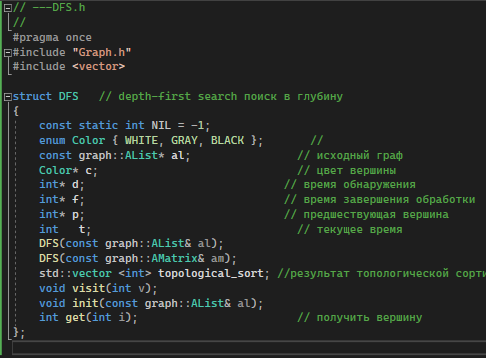 // ---DFS.h
//
#pragma once
#include "Graph.h"
#include <vector>
struct DFS // depth-first search поиск в глубину
{
const static int NIL = -1;
enum Color { WHITE, GRAY, BLACK }; //
const graph::AList* al; // исходный граф
Color* c; // цвет вершины
int* d; // время обнаружения
int* f; // время завершения обработки
int* p; // предшествующая вершина
int t; // текущее время
DFS(const graph::AList& al);
DFS(const graph::AMatrix& am);
std::vector <int> topological_sort; //результат топологической сорти
void visit(int v);
void init(const graph::AList& al);
int get(int i); // получить вершину
};